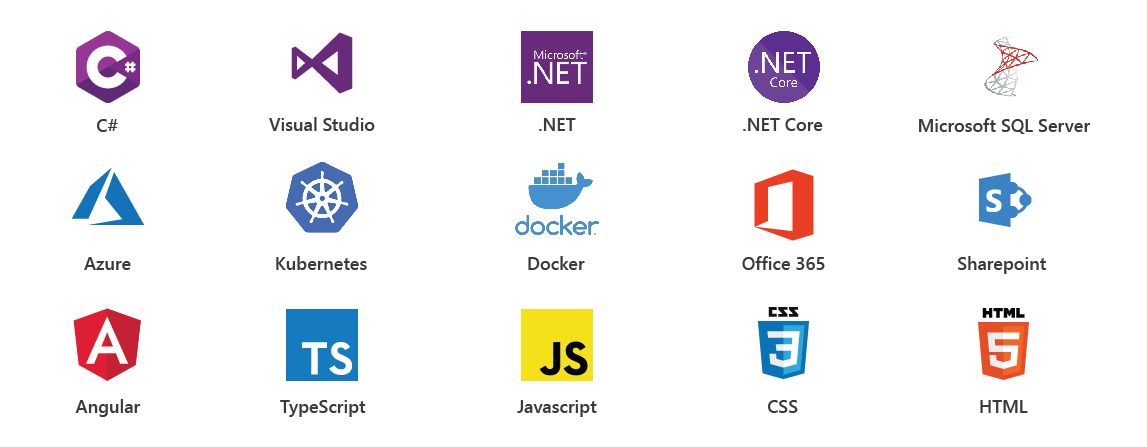 C#
Microsoft®
.NET
.NET
Core
C#
Visual Studio
.NET
.NET Core
Microsoft SQL Server
docker
S
Azure
Kubernetes
Docker
Office 365
Sharepoint
A
TS
JS
CSS
3
HTML
5
Angular
TypeScript
Javascript
CSS
HTML